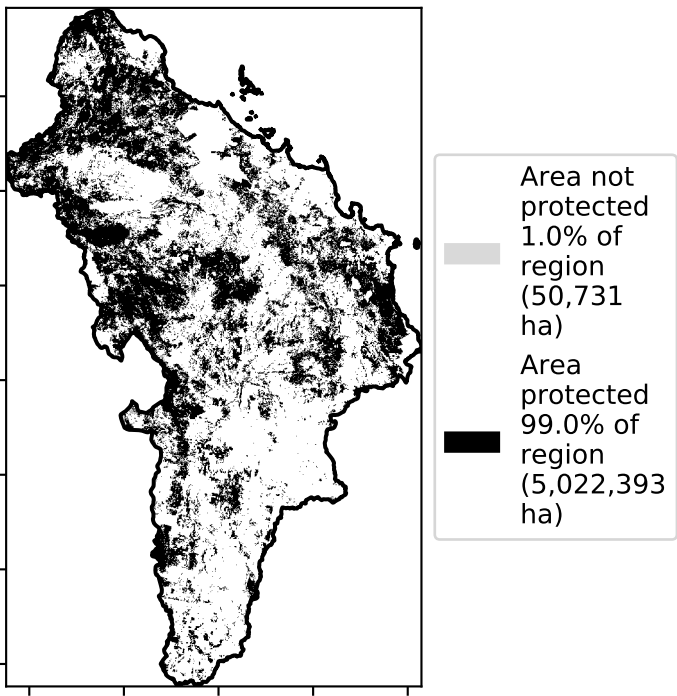 Area not
protected
1.0% of
region
(50,731
ha)
Area
protected
99.0% of
region
(5,022,393
ha)